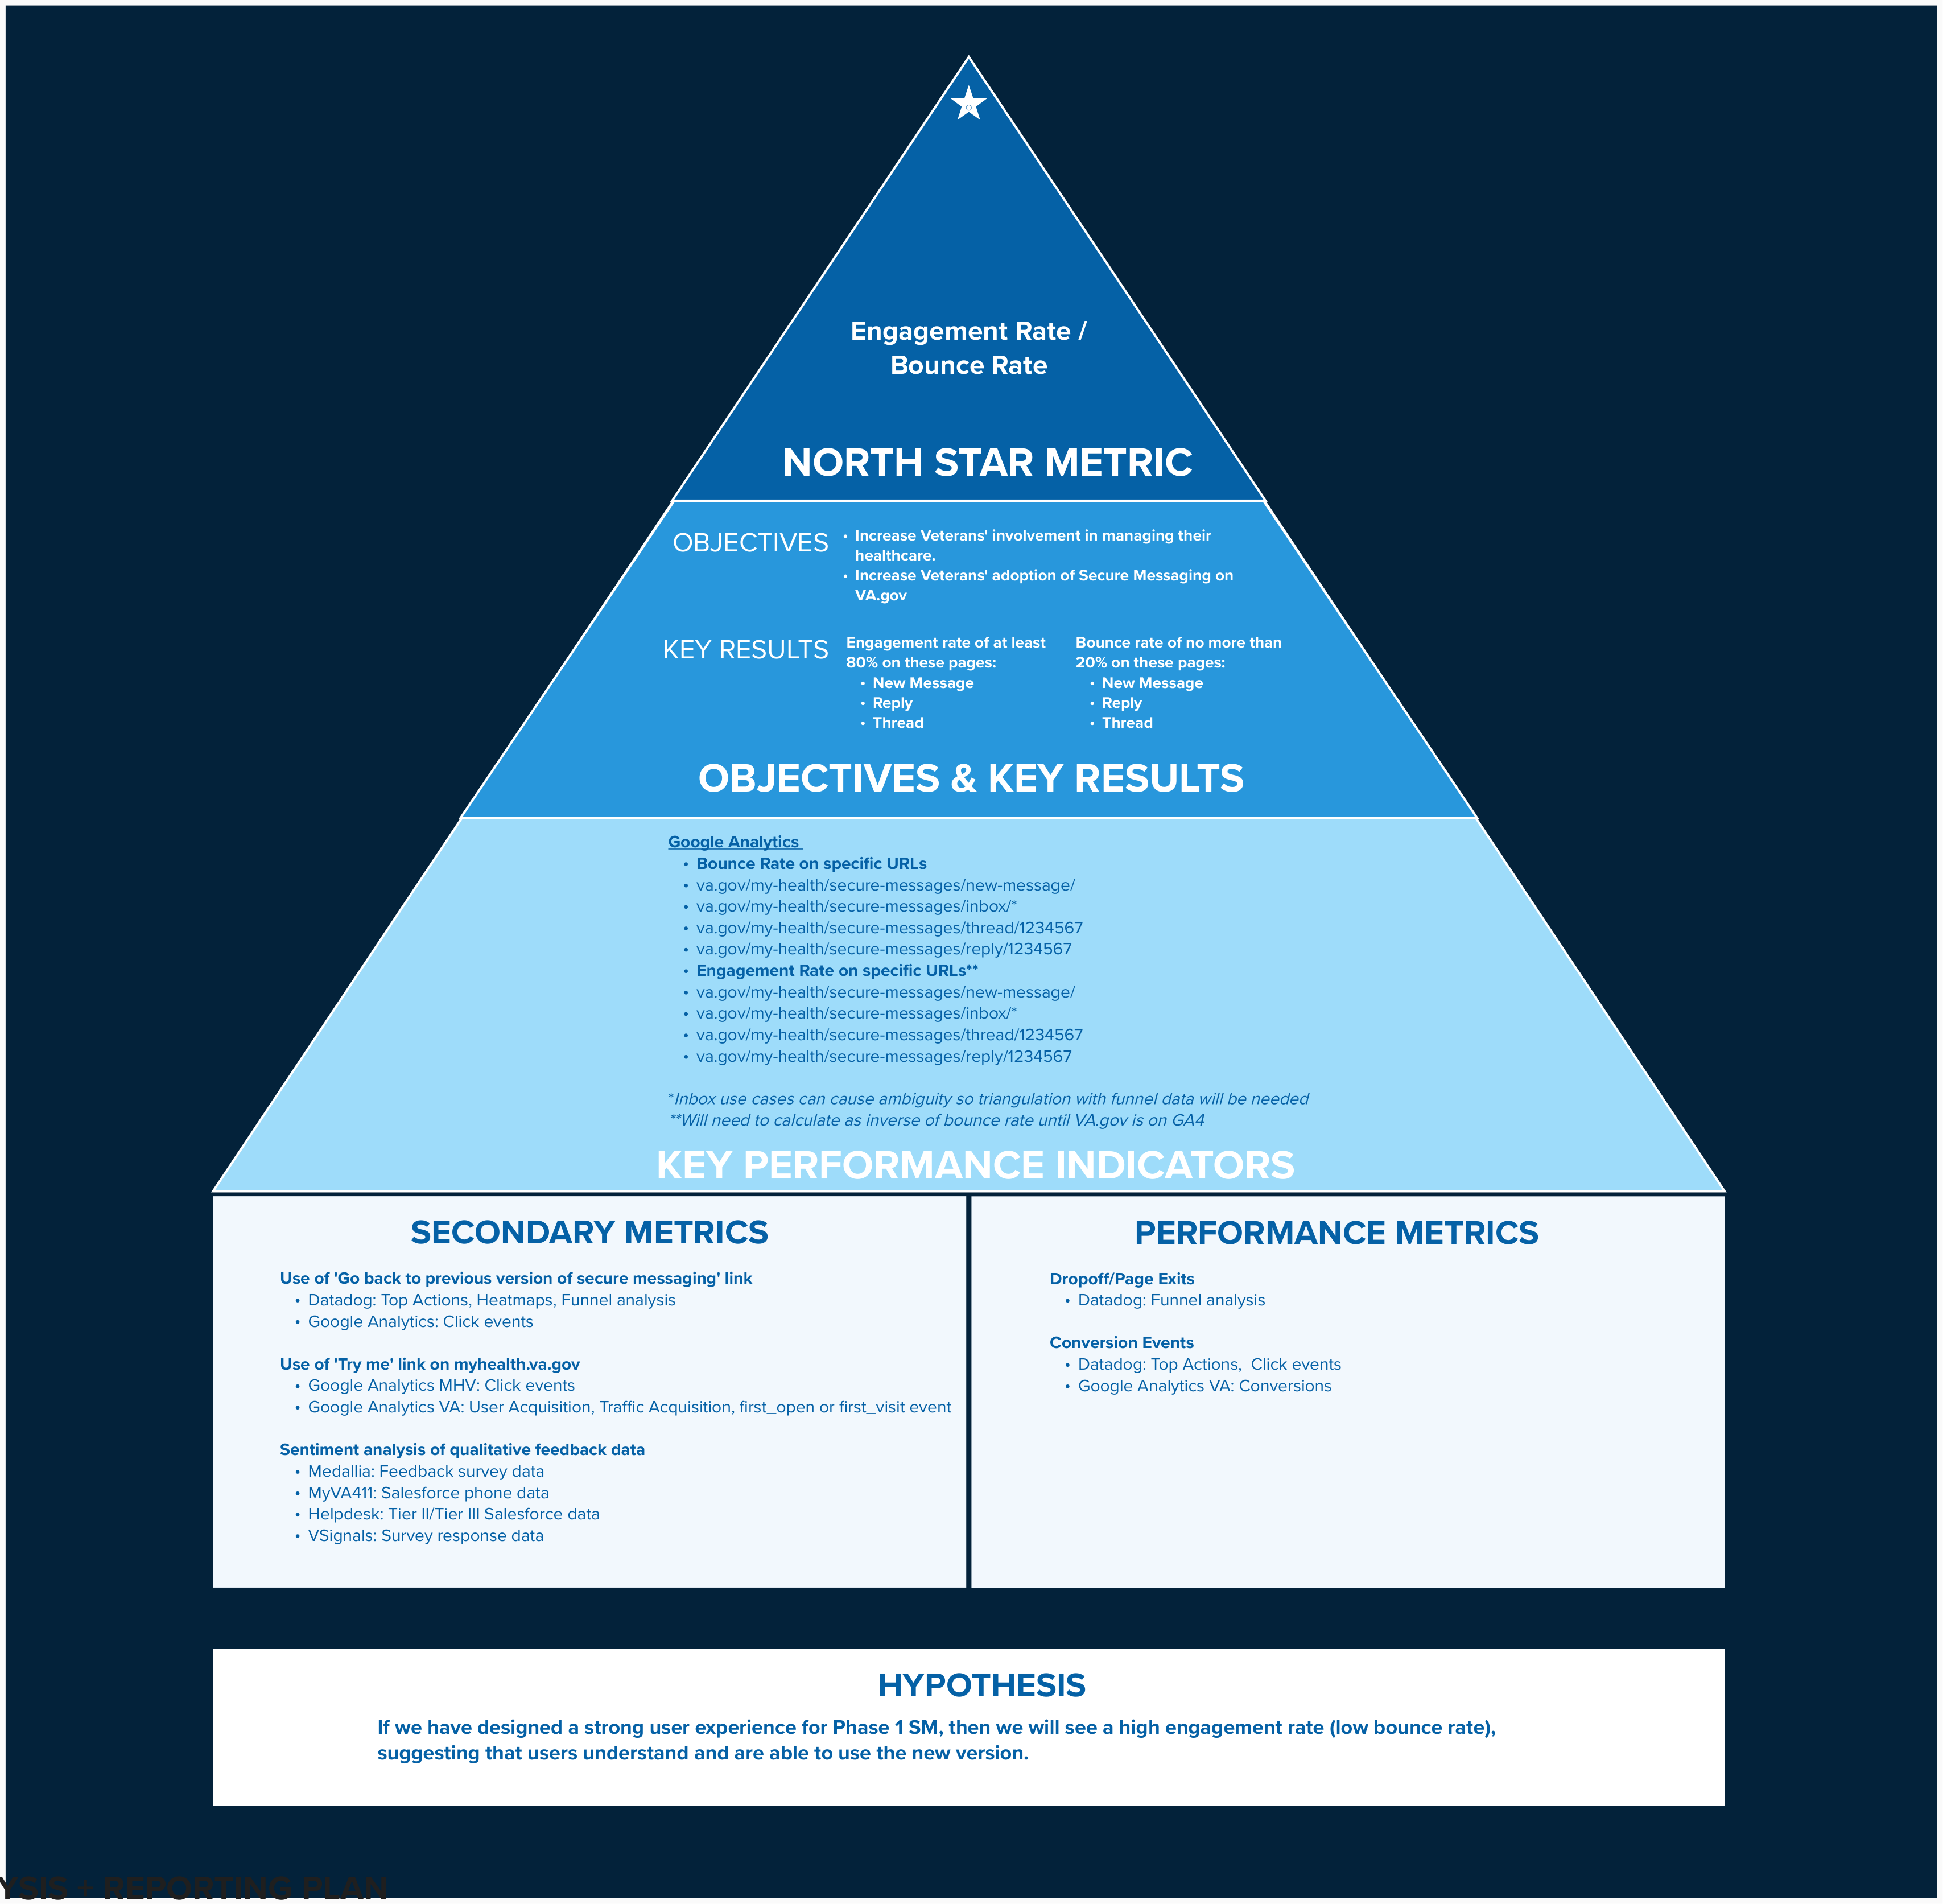 Engagement Rate /
Bounce Rate
NORTH STAR METRIC
OBJECTIVES
• Increase Veterans' involvement in managing their
healthcare.
• Increase Veterans' adoption of Secure Messaging on
VA.gov
KEY RESULTS
Engagement rate of at least
80% on these pages:
• New Message
• Reply
• Thread
Bounce rate of no more than
20% on these pages:
• New Message
• Reply
• Thread
OBJECTIVES & KEY RESULTS
Google Analytics
• Bounce Rate on specific URLs
• va.gov/my-health/secure-messages/new-message/
• va.gov/my-health/secure-messages/inbox/*
• va.gov/my-health/secure-messages/thread/1234567
• va.gov/my-health/secure-messages/reply/1234567
• Engagement Rate on specific URLs**
• va.gov/my-health/secure-messages/new-message/
• va.gov/my-health/secure-messages/inbox/*
• va.gov/my-health/secure-messages/thread/1234567
• va.gov/my-health/secure-messages/reply/1234567
*Inbox use cases can cause ambiguity so triangulation with funnel data will be needed
**Will need to calculate as inverse of bounce rate until VA.gov is on GA4
KEY PERFORMANCE INDICATORS
SECONDARY METRICS
Use of 'Go back to previous version of secure messaging' link
• Datadog: Top Actions, Heatmaps, Funnel analysis
• Google Analytics: Click events
Use of 'Try me' link on myhealth.va.gov
• Google Analytics MHV: Click events
• Google Analytics VA: User Acquisition, Traffic Acquisition, first_open or first_visit event
Sentiment analysis of qualitative feedback data
• Medallia: Feedback survey data
• MyVA411: Salesforce phone data
• Helpdesk: Tier II/Tier III Salesforce data
• VSignals: Survey response data
PERFORMANCE METRICS
Dropoff/Page Exits
• Datadog: Funnel analysis
Conversion Events
• Datadog: Top Actions, Click events
• Google Analytics VA: Conversions
HYPOTHESIS
If we have designed a strong user experience for Phase 1 SM, then we will see a high engagement rate (low bounce rate),
suggesting that users understand and are able to use the new version.
YSIS + REPORTING PLAN